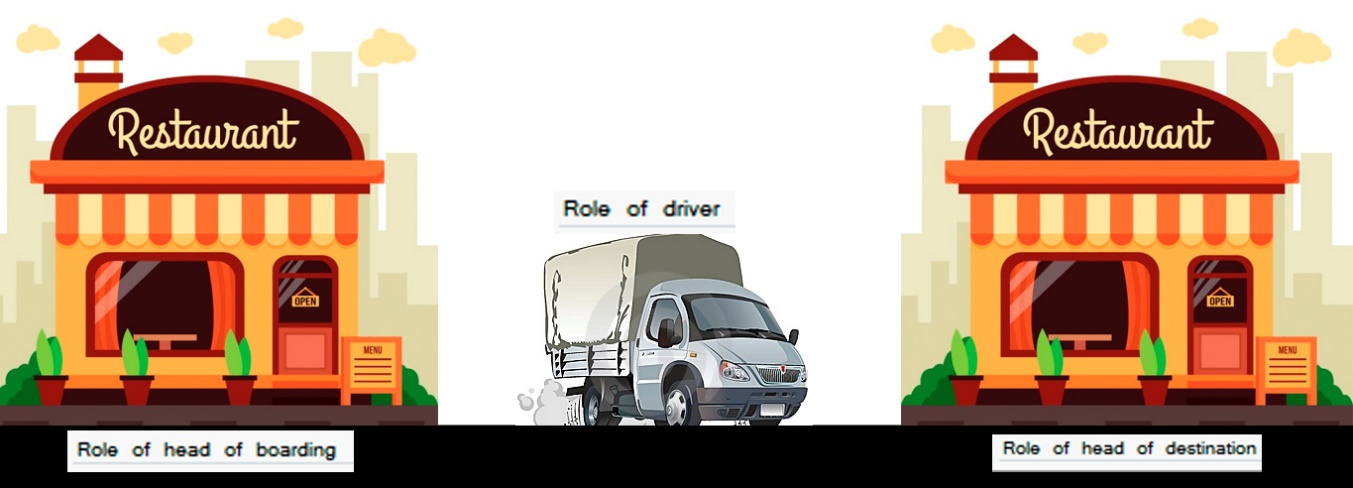 Restaurant
OPEN
MENU
Role of head of boarding
Role of driver
Restaurant
OPEN
MENU
Role of head of destination